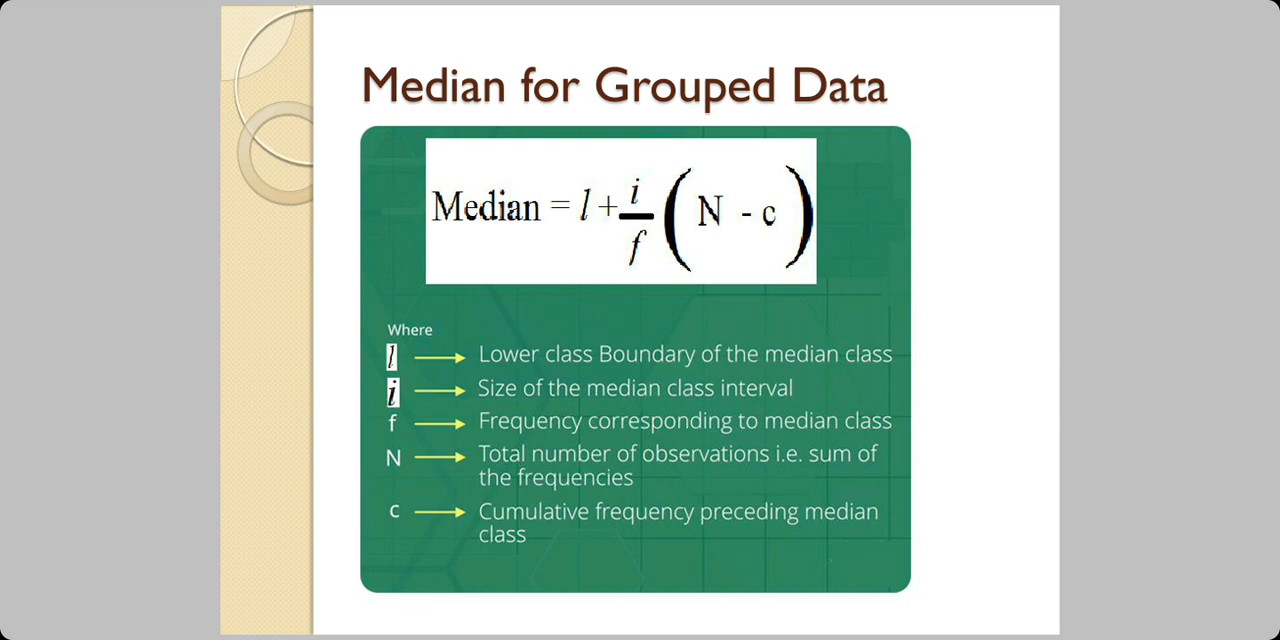 Median for Grouped Data
Median = l + i/f ( N - c )
Where
l → Lower class Boundary of the median class
i → Size of the median class interval
f → Frequency corresponding to median class
N → Total number of observations i.e. sum of
the frequencies
c → Cumulative frequency preceding median
class